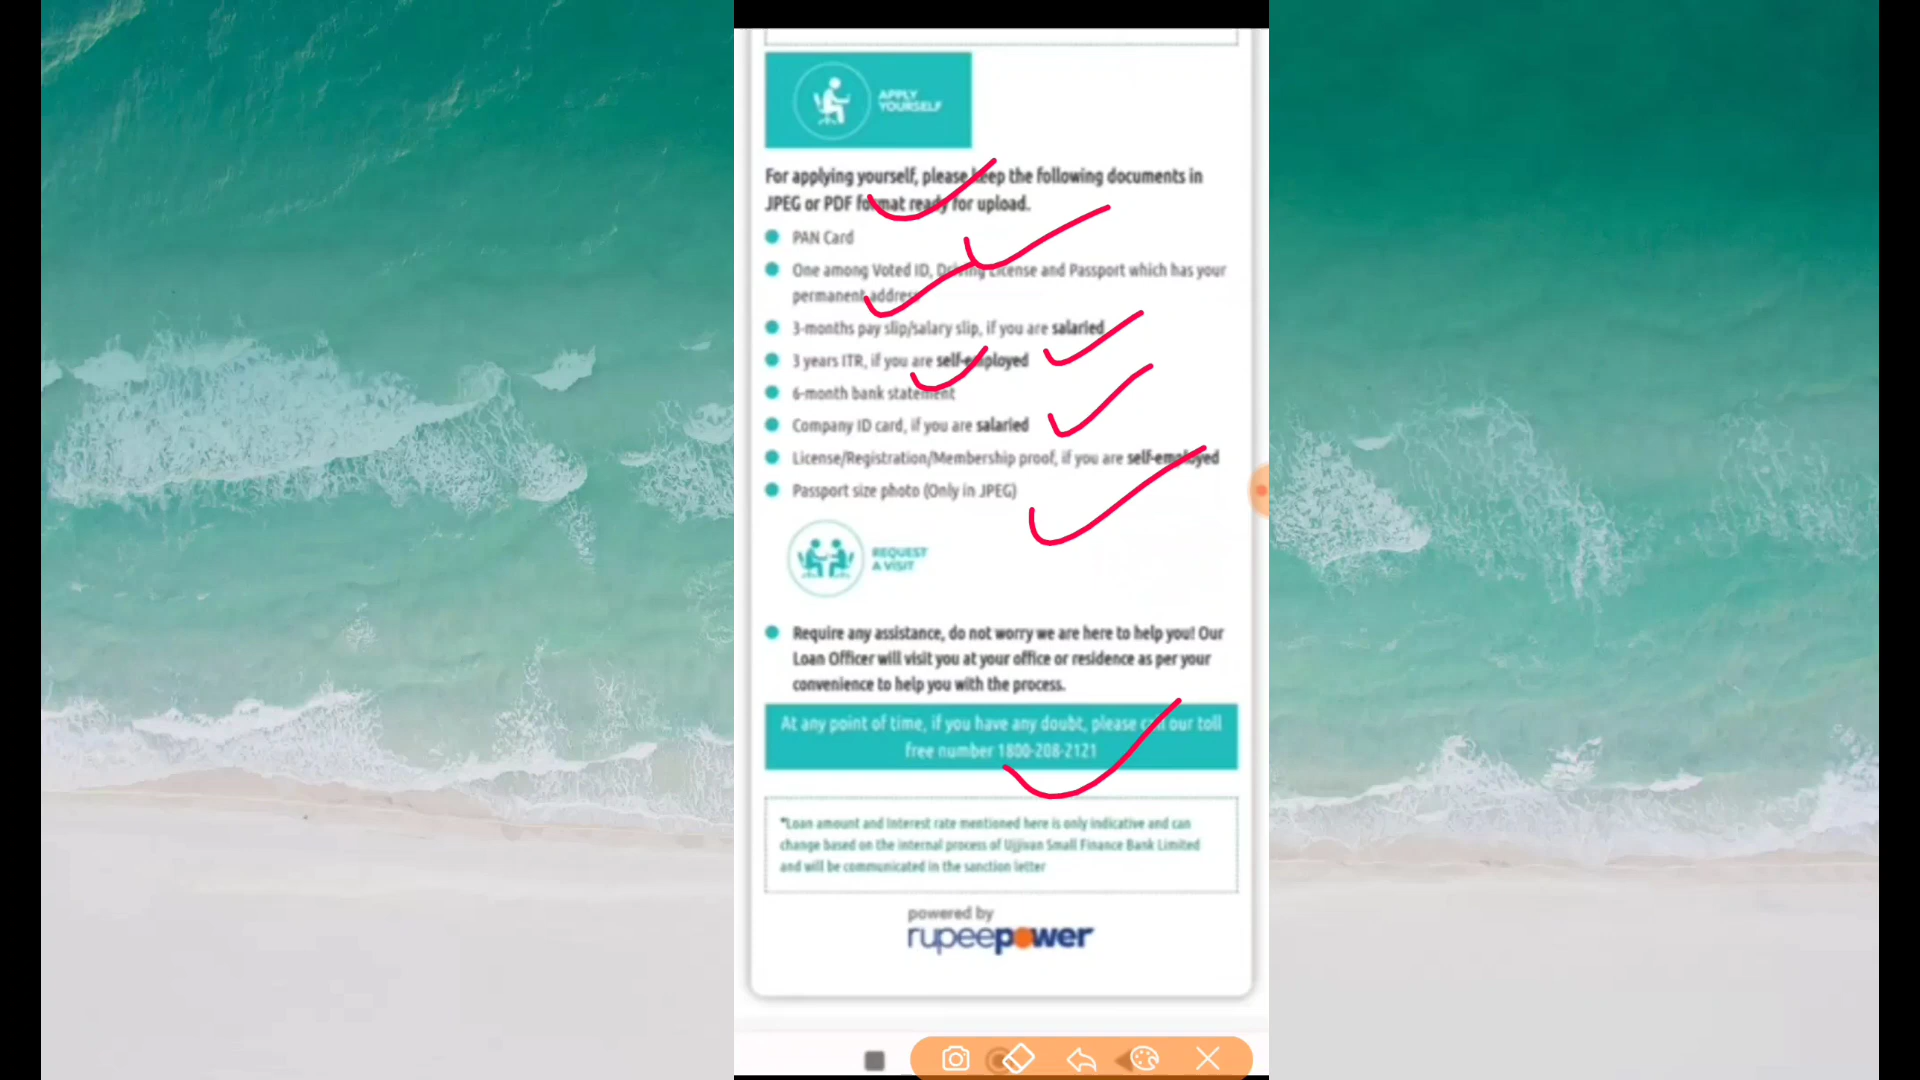 APPLY
YOURSELF
For applying yourself, please keep the following documents in
JPEG or PDF format ready for upload.
PAN Card
One among Voted ID, Driving License and Passport which has your
permanent address
3-months pay slip/salary slip, if you are salaried
3 years ITR, if you are self-employed
6-month bank statement
Company ID card, if you are salaried
License/Registration/Membership proof, if you are self-employed
Passport size photo (Only in JPEG)
REQUEST
A VISIT
Require any assistance, do not worry we are here to help you! Our
Loan Officer will visit you at your office or residence as per your
convenience to help you with the process.
At any point of time, if you have any doubt, please call our toll
free number 1800-208-2121
*Loan amount and Interest rate mentioned here is only indicative and can
change based on the internal process of Ujjivan Small Finance Bank Limited
and will be communicated in the sanction letter
powered by
rupeepower